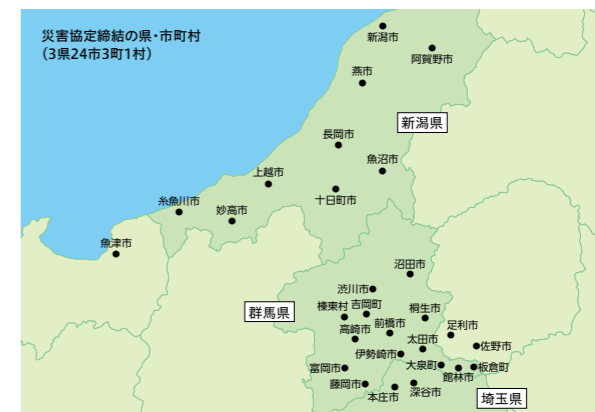 災害協定締結の県・市町村
（3県24市3町1村）
新潟市
阿賀野市
燕市
新潟県
長岡市
魚沼市
上越市
十日町市
糸魚川市
妙高市
魚津市
沼田市
渋川市
群馬県
榛東村
吉岡町
桐生市
前橋市
足利市
高崎市
太田市
佐野市
伊勢崎市
富岡市
大泉町
板倉町
館林市
藤岡市
本庄市
深谷市
埼玉県